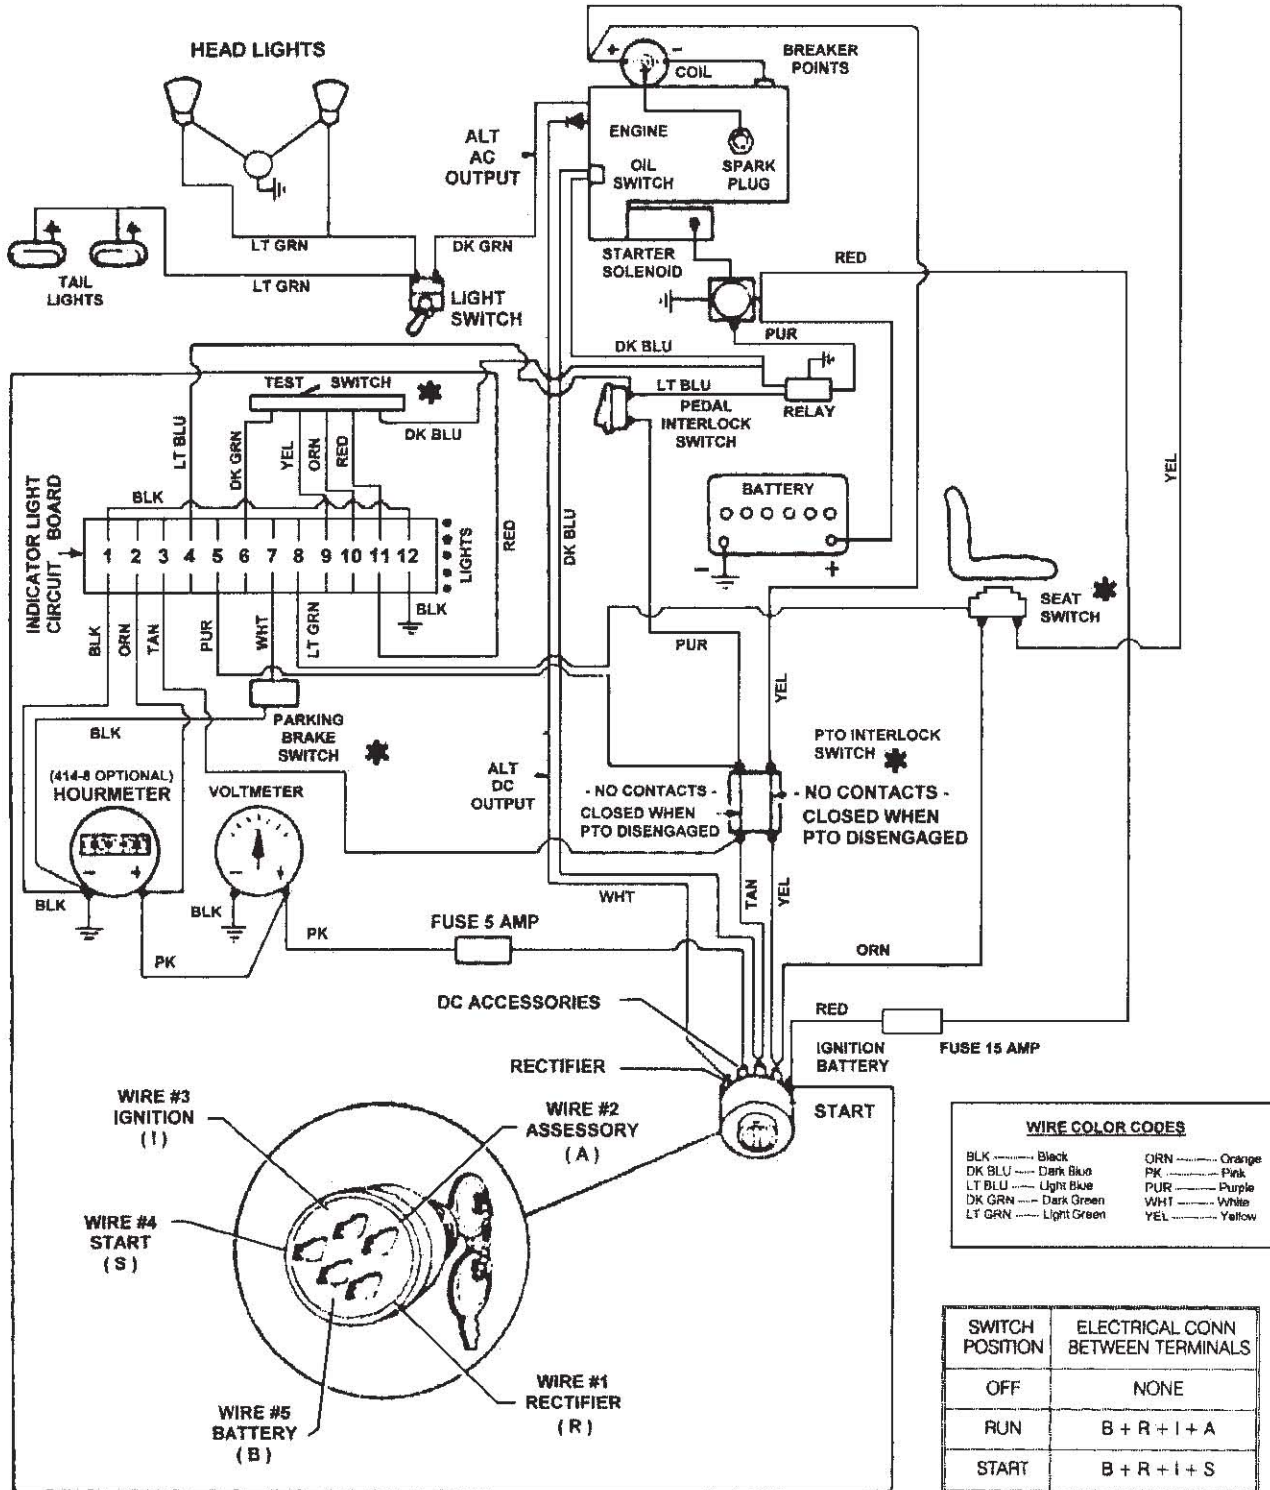 HEAD LIGHTS
+
-
COIL
BREAKER
POINTS
ALT
AC
OUTPUT
ENGINE
OIL
SWITCH
SPARK
PLUG
LT GRN
DK GRN
TAIL
LIGHTS
LT GRN
LIGHT
SWITCH
STARTER
SOLENOID
RED
PUR
DK BLU
TEST
SWITCH
LT BLU
PEDAL
INTERLOCK
SWITCH
RELAY
LT BLU
DK GRN
YEL
ORN
RED
DK BLU
YEL
BLK
INDICATOR LIGHT
CIRCUIT BOARD
1 2 3 4 5 6 7 8 9 10 11 12
LIGHTS
RED
DK BLU
BATTERY
-
+
BLK
SEAT
SWITCH
BLK
ORN
TAN
PUR
WHT
LT GRN
PUR
YEL
BLK
PARKING
BRAKE
SWITCH
PTO INTERLOCK
SWITCH
(414-8 OPTIONAL)
HOURMETER
VOLTMETER
ALT
DC
OUTPUT
- NO CONTACTS -
CLOSED WHEN
PTO DISENGAGED
- NO CONTACTS -
CLOSED WHEN
PTO DISENGAGED
-
+
-
+
BLK
BLK
WHT
TAN
YEL
FUSE 5 AMP
PK
PK
ORN
DC ACCESSORIES
RED
RECTIFIER
IGNITION
BATTERY
FUSE 15 AMP
START
WIRE #3
IGNITION
( I )
WIRE #2
ASSESSORY
( A )
WIRE #4
START
( S )
WIRE #1
RECTIFIER
( R )
WIRE #5
BATTERY
( B )
WIRE COLOR CODES
BLK -------- Black
DK BLU ---- Dark Blue
LT BLU ----- Light Blue
DK GRN ---- Dark Green
LT GRN ----- Light Green
ORN -------- Orange
PK ---------- Pink
PUR -------- Purple
WHT ------- White
YEL -------- Yellow
SWITCH
POSITION
ELECTRICAL CONN
BETWEEN TERMINALS
OFF
NONE
RUN
B + R + I + A
START
B + R + I + S